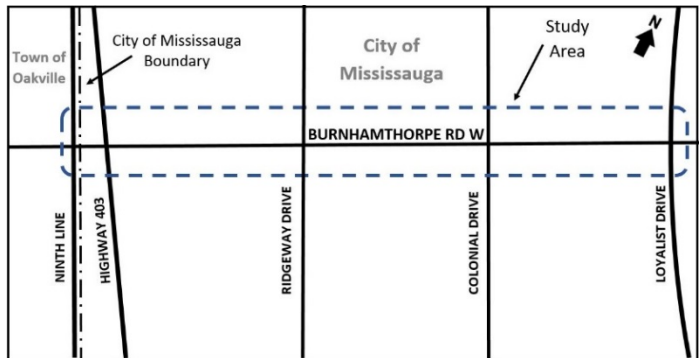 Town of
Oakville
City of Mississauga
Boundary
City of
Mississauga
Study
Area
N
BURNHAMTHORPE RD W
NINTH LINE
HIGHWAY 403
RIDGEWAY DRIVE
COLONIAL DRIVE
LOYALIST DRIVE